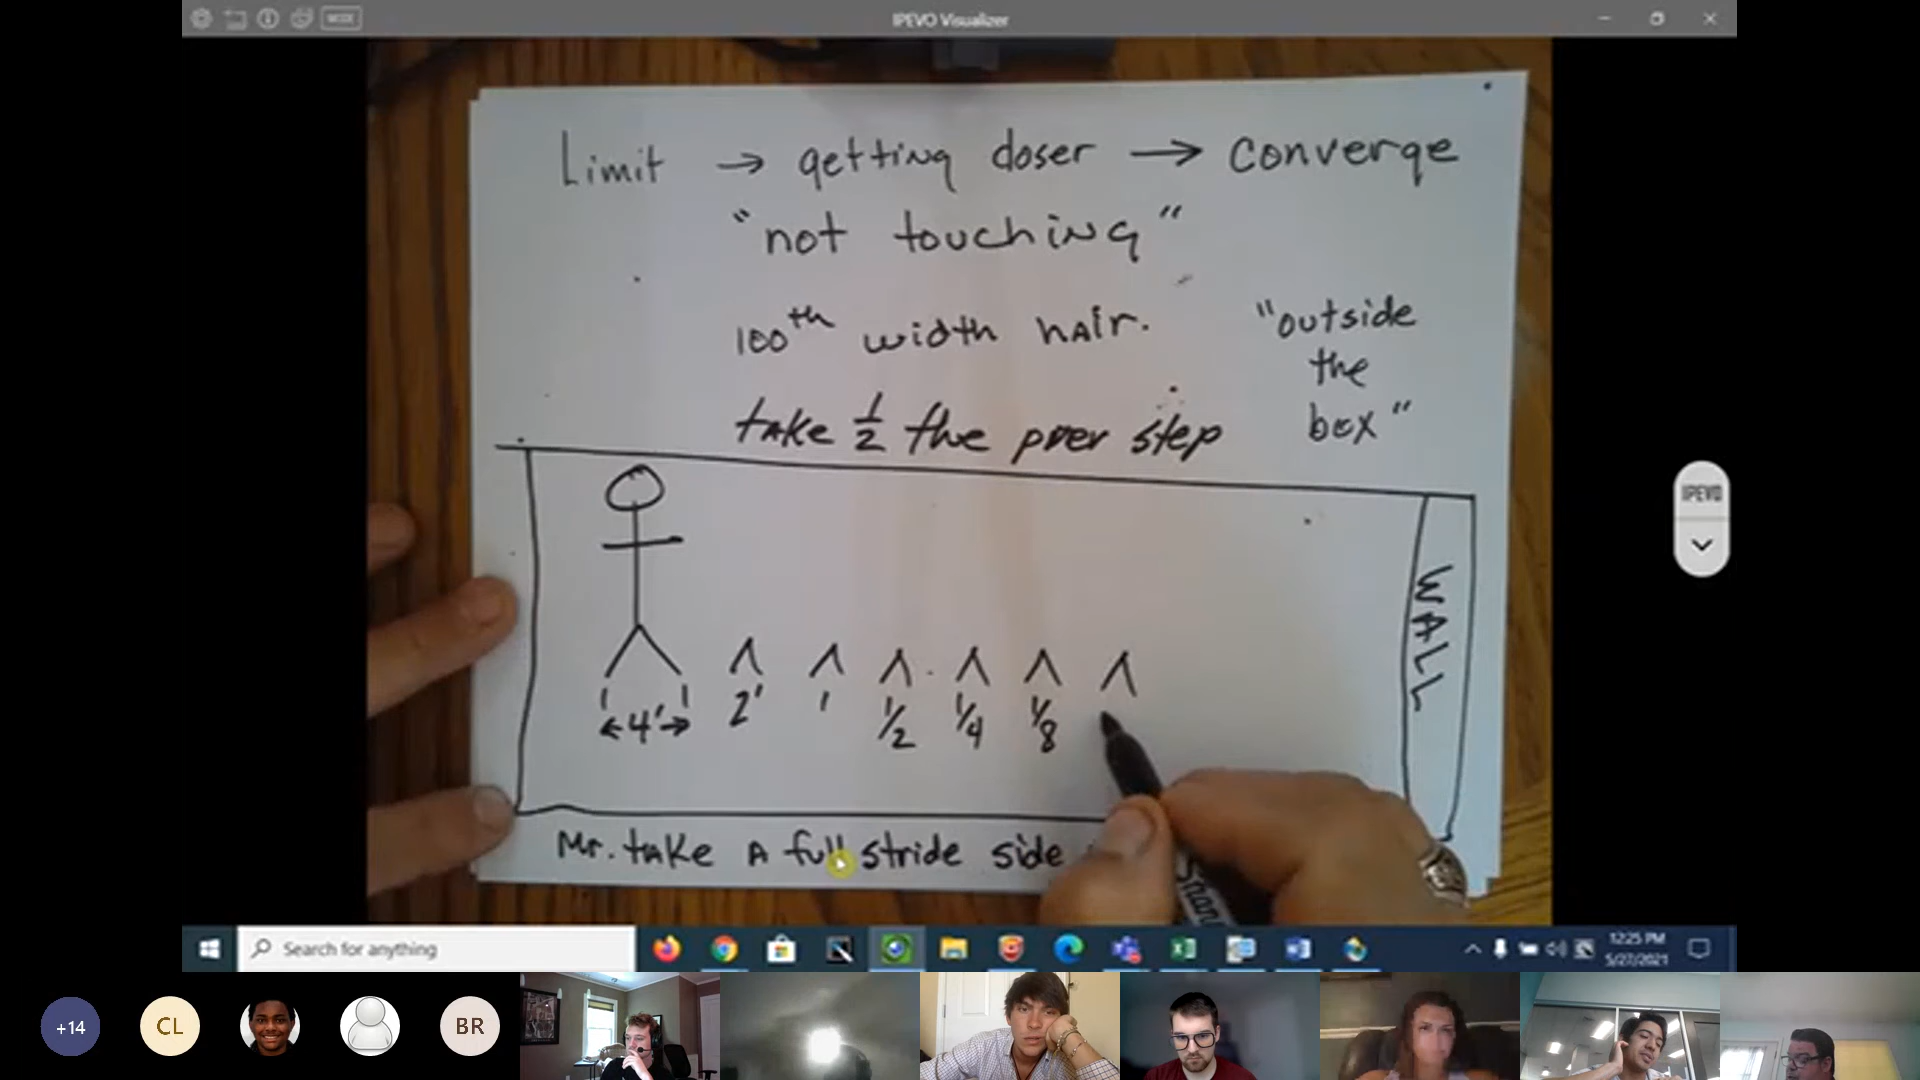 WIDE
IPEVO Visualizer
Limit → getting closer → converge
"not touching"
100th width hair.
"outside
the
box"
take 1/2 the prev step
WALL
←4'→ 2' 1 1/2 1/4 1/8
Mr. take A full stride side
IPEVO
Search for anything
12:25 PM
5/27/2021
+14
CL
BR